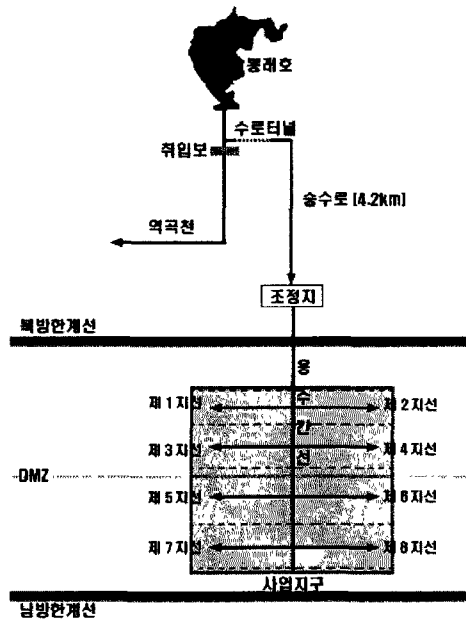 봉래호
수로터널
취입보
송수로 [4.2km]
역곡천
조정지
북방한계선
용수간선
제1지선
제2지선
제3지선
제4지선
DMZ
제5지선
제6지선
제7지선
제8지선
사업지구
남방한계선